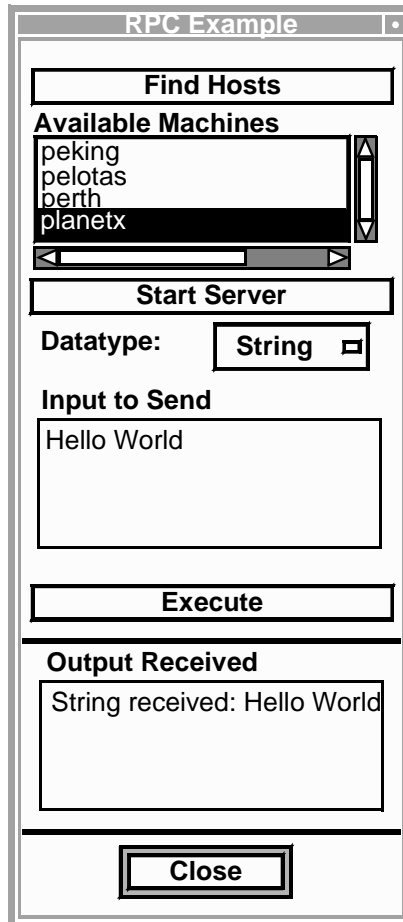 RPC Example
Find Hosts
Available Machines
peking
pelotas
perth
planetx
Start Server
Datatype: String
Input to Send
Hello World
Execute
Output Received
String received: Hello World
Close